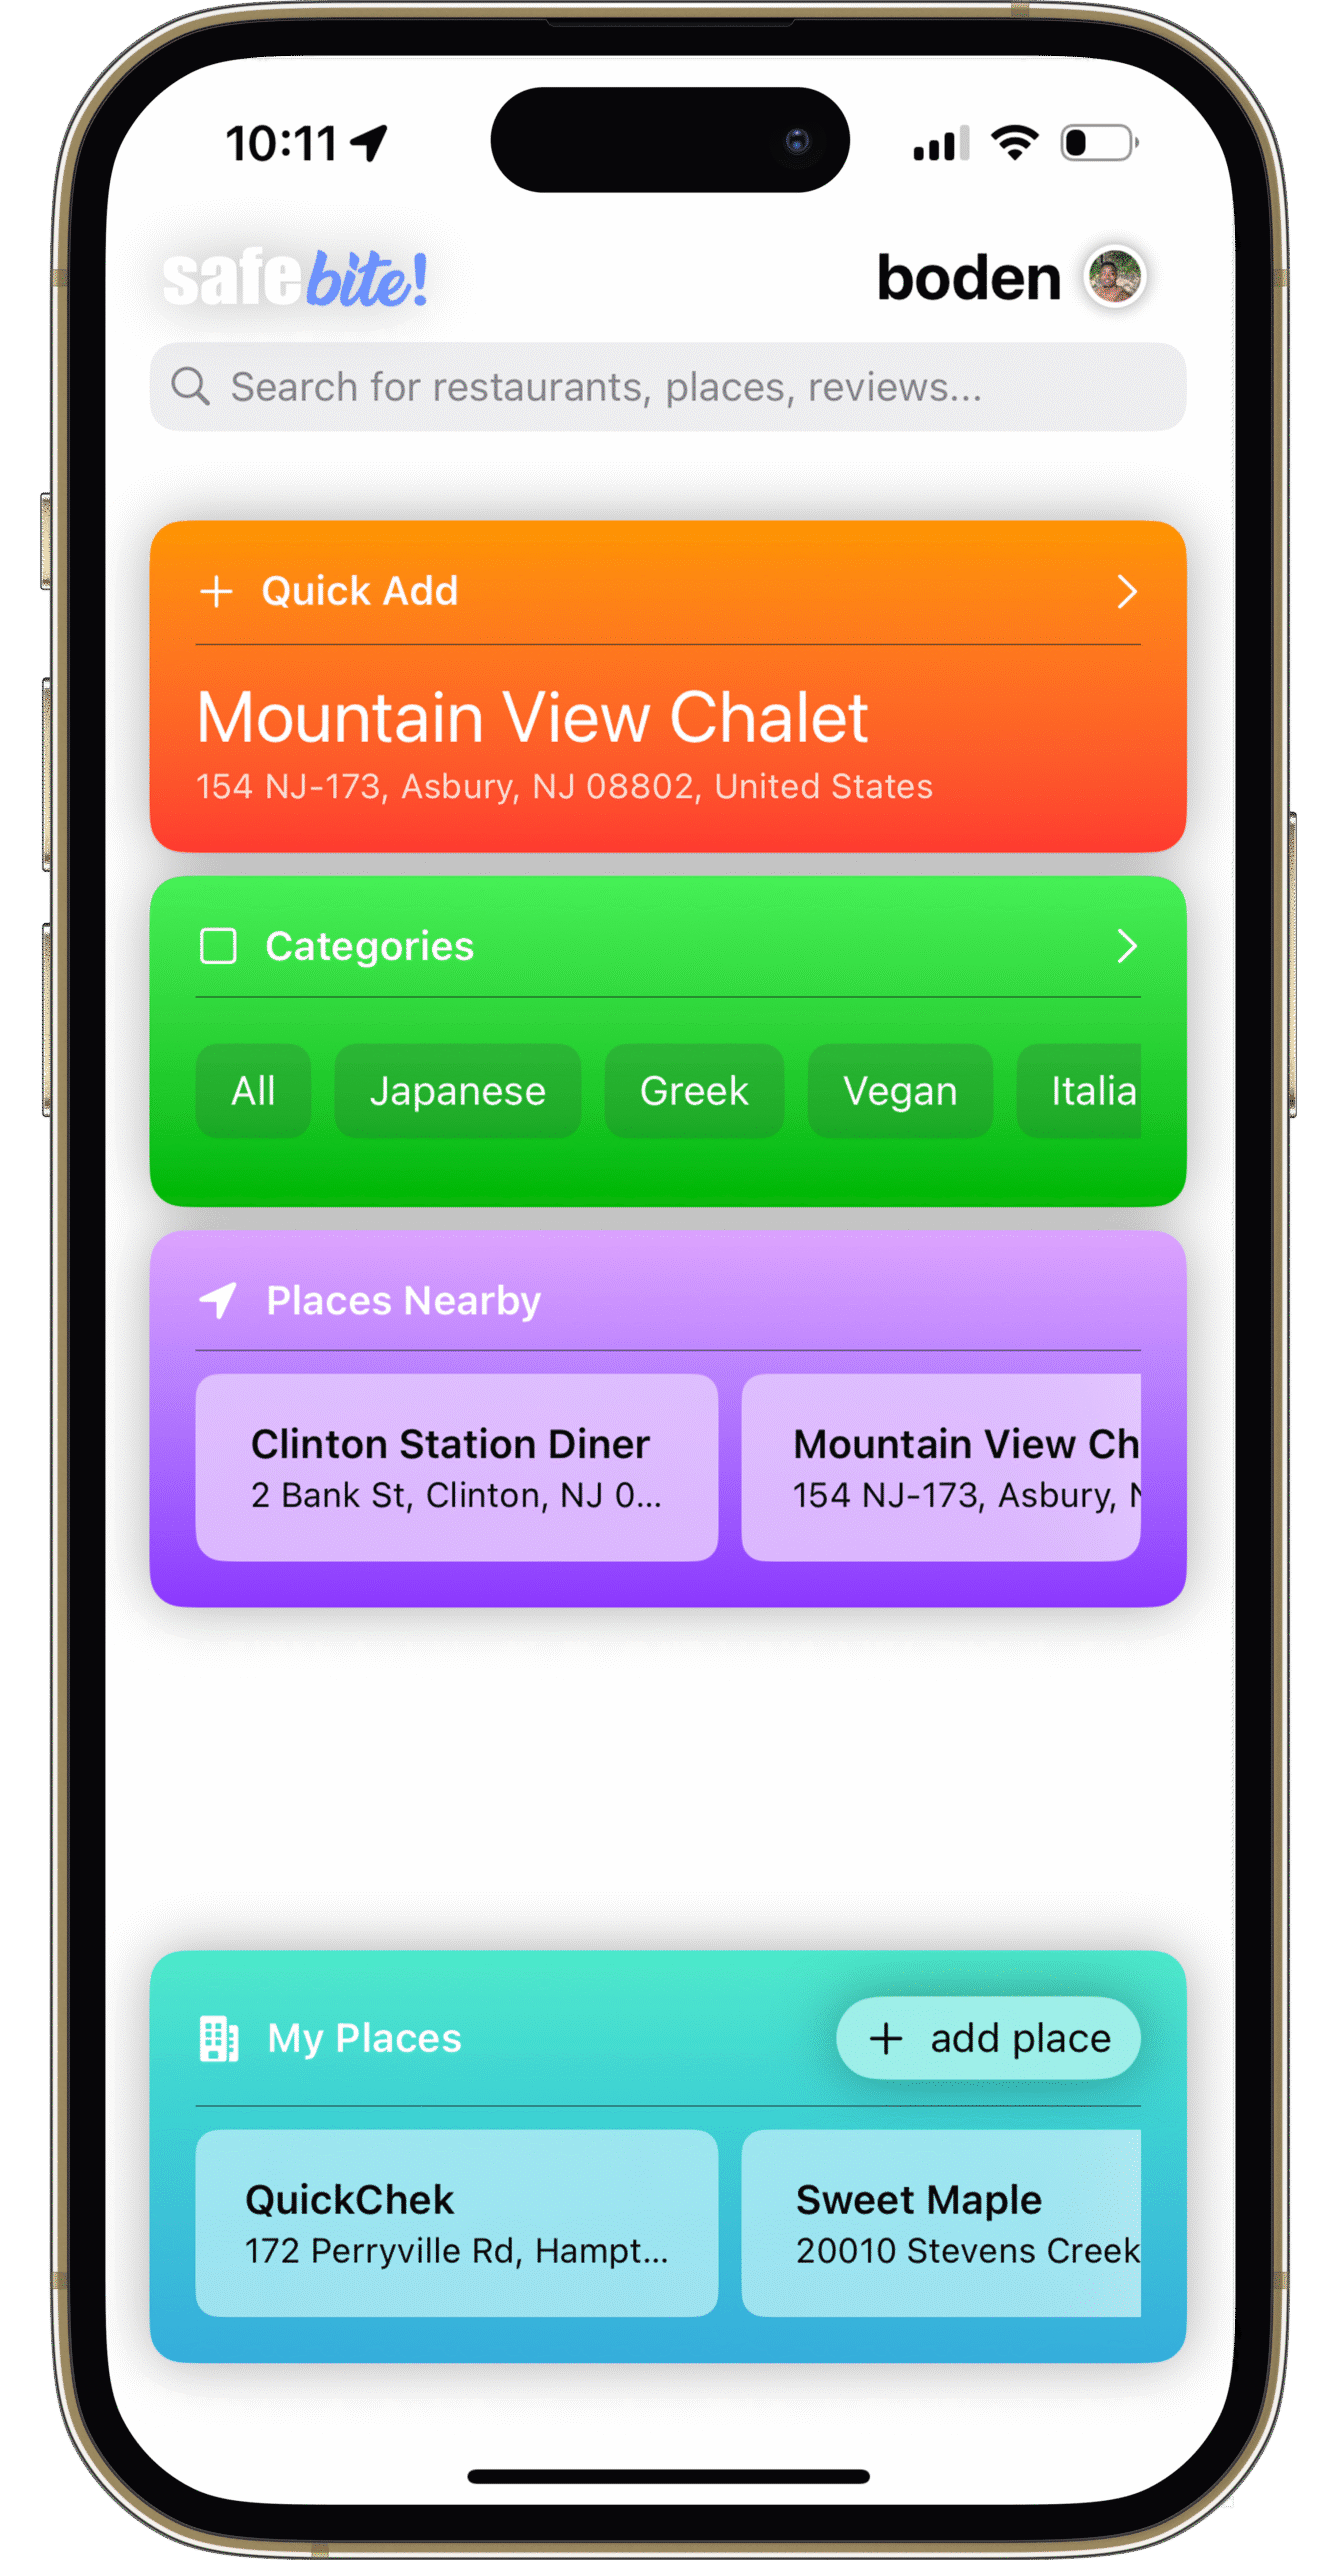 10:11
safe bite!
boden
Search for restaurants, places, reviews...
Quick Add
Mountain View Chalet
154 NJ-173, Asbury, NJ 08802, United States
Categories
All Japanese Greek Vegan Italia
Places Nearby
Clinton Station Diner
2 Bank St, Clinton, NJ 0...
Mountain View Ch
154 NJ-173, Asbury, N
My Places
+ add place
QuickChek
172 Perryville Rd, Hampt...
Sweet Maple
20010 Stevens Creek